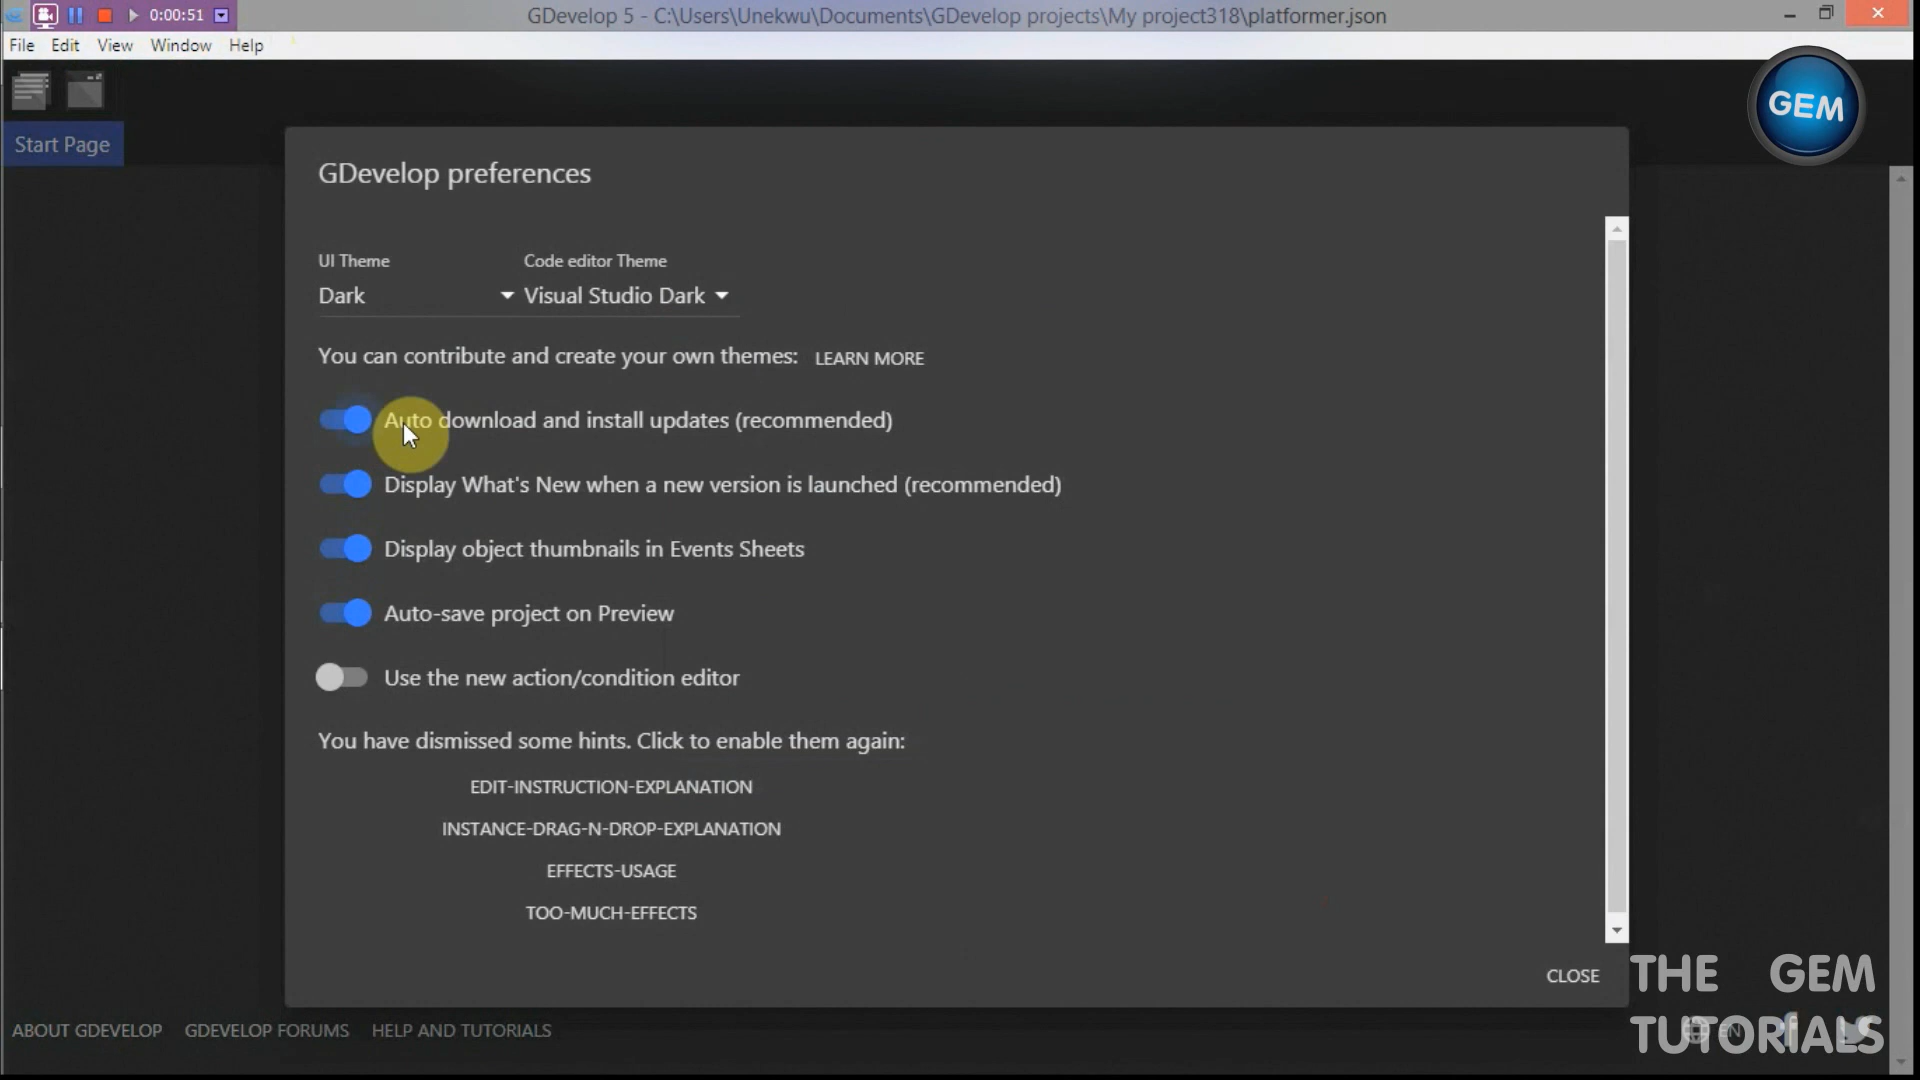 0:00:51
GDevelop 5 - C:\Users\Unekwu\Documents\GDevelop projects\My project318\platformer.json
File Edit View Window Help
GEM
Start Page
GDevelop preferences
UI Theme Code editor Theme
Dark Visual Studio Dark
You can contribute and create your own themes: LEARN MORE
Auto download and install updates (recommended)
Display What's New when a new version is launched (recommended)
Display object thumbnails in Events Sheets
Auto-save project on Preview
Use the new action/condition editor
You have dismissed some hints. Click to enable them again:
EDIT-INSTRUCTION-EXPLANATION
INSTANCE-DRAG-N-DROP-EXPLANATION
EFFECTS-USAGE
TOO-MUCH-EFFECTS
CLOSE
THE GEM
TUTORIALS
ABOUT GDEVELOP GDEVELOP FORUMS HELP AND TUTORIALS
EN